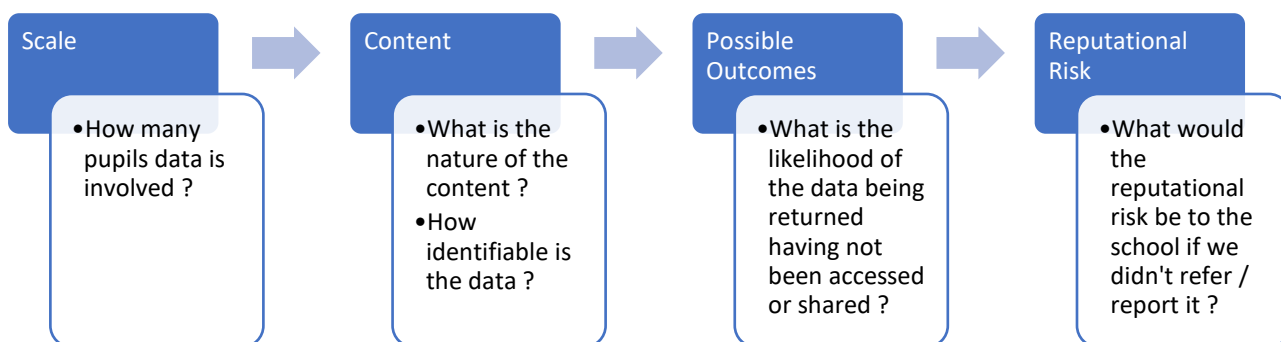 Scale
•How many
pupils data is
involved ?
Content
•What is the
nature of the
content ?
•How
identifiable is
the data ?
Possible
Outcomes
•What is the
likelihood of
the data being
returned
having not
been accessed
or shared ?
Reputational
Risk
•What would
the
reputational
risk be to the
school if we
didn't refer /
report it ?